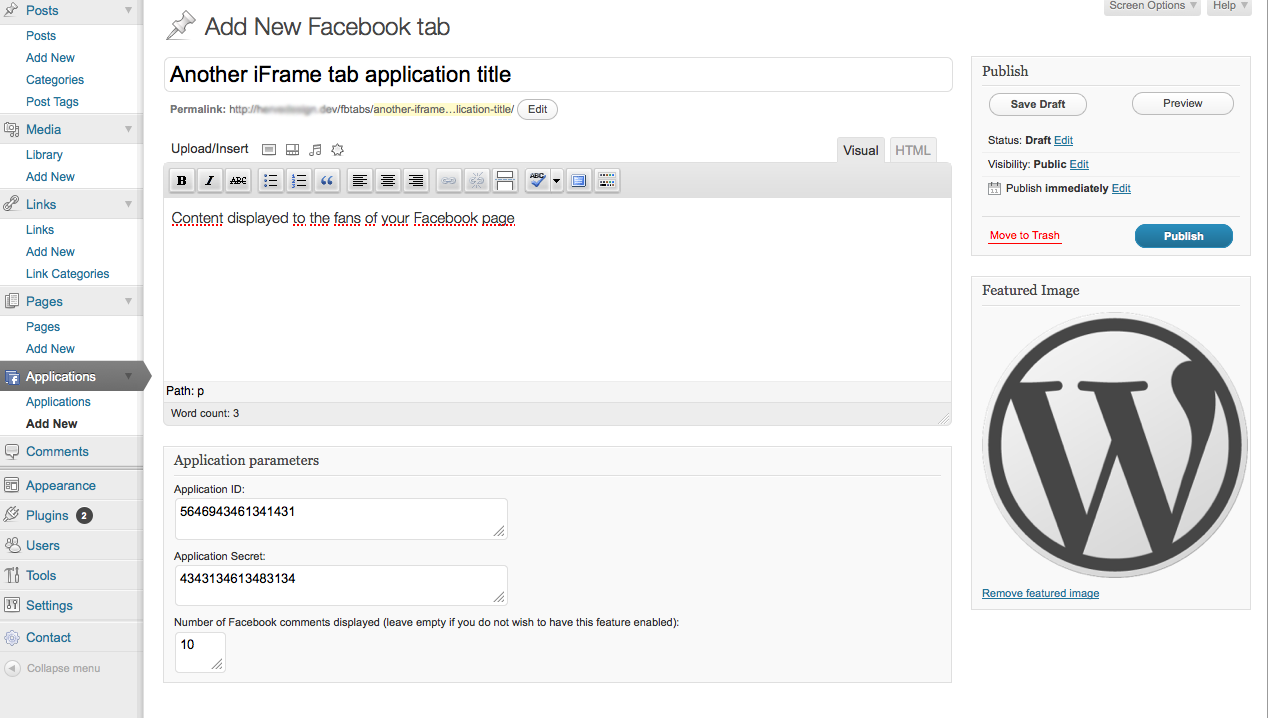 Posts
Posts
Add New
Categories
Post Tags
Media
Library
Add New
Links
Links
Add New
Link Categories
Pages
Pages
Add New
Applications
Applications
Add New
Comments
Appearance
Plugins 2
Users
Tools
Settings
Contact
Collapse menu
Screen Options Help
Add New Facebook tab
Another iFrame tab application title
Permalink: http:// .dev/fbtabs/another-iframe…lication-title/ Edit
Upload/Insert
Visual HTML
B I ABC ABC
Content displayed to the fans of your Facebook page
Path: p
Word count: 3
Application parameters
Application ID:
5646943461341431
Application Secret:
4343134613483134
Number of Facebook comments displayed (leave empty if you do not wish to have this feature enabled):
10
Publish
Save Draft Preview
Status: Draft Edit
Visibility: Public Edit
Publish immediately Edit
Move to Trash Publish
Featured Image
W
Remove featured image